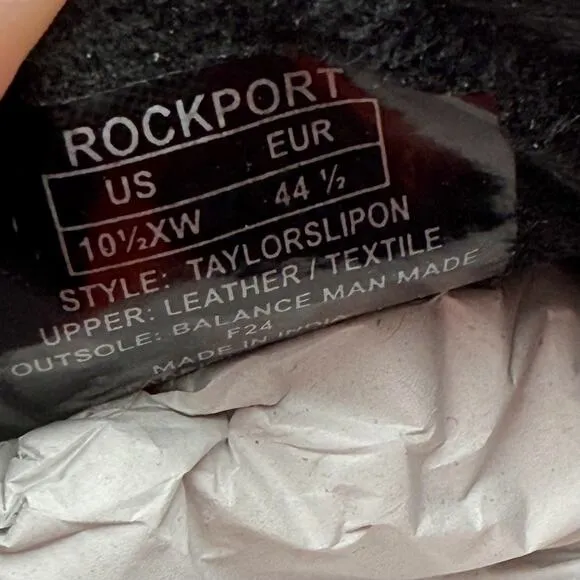 ROCKPORT
US EUR
10½XW 44 ½
STYLE: TAYLORSLIPON
UPPER: LEATHER / TEXTILE
OUTSOLE: BALANCE MAN MADE
F24
MADE IN INDIA